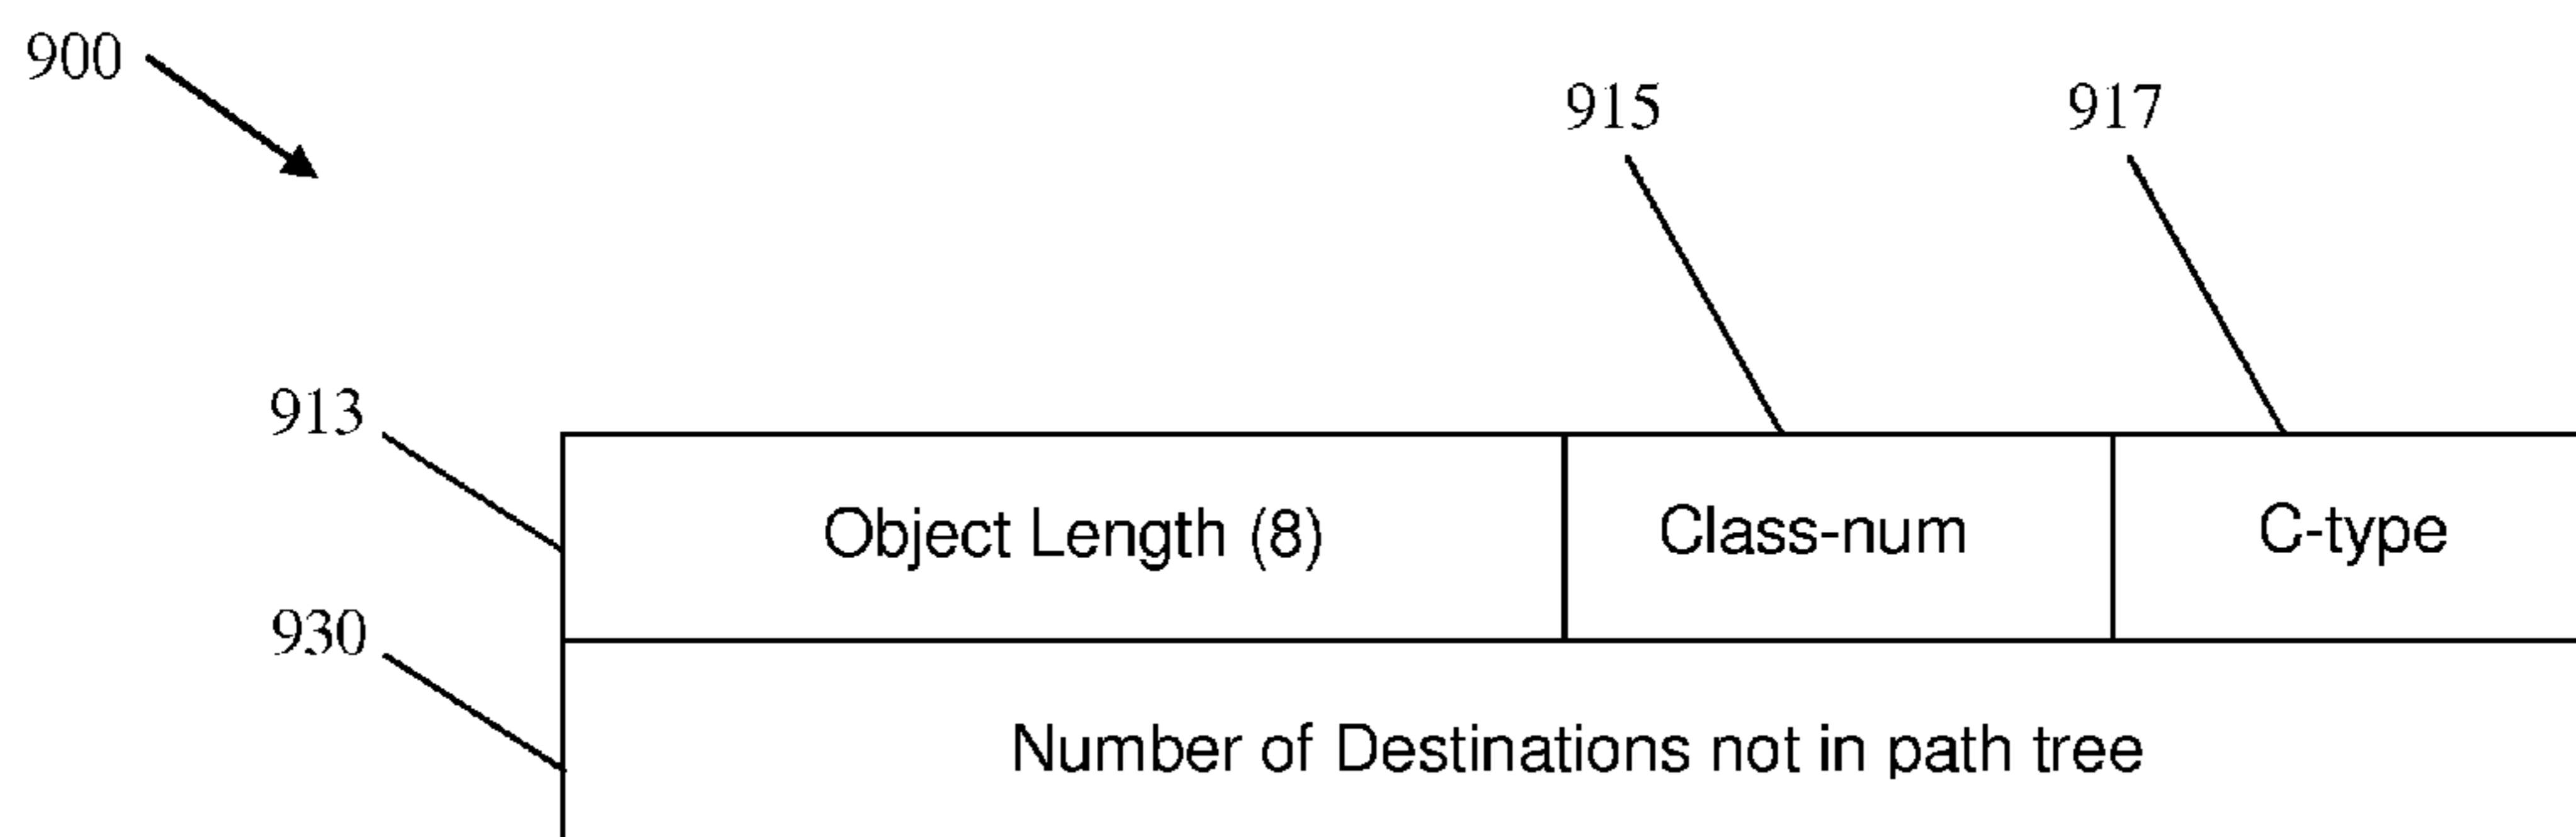 900
915 917
913
Object Length (8) Class-num C-type
930
Number of Destinations not in path tree